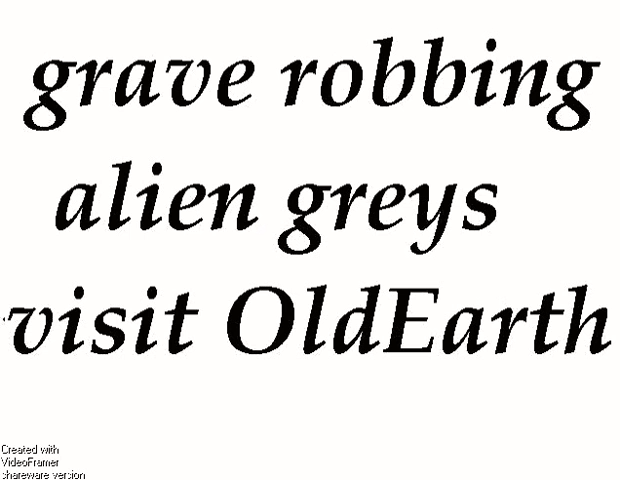 grave robbing
alien greys
visit OldEarth
Created with
VideoFramer
shareware version